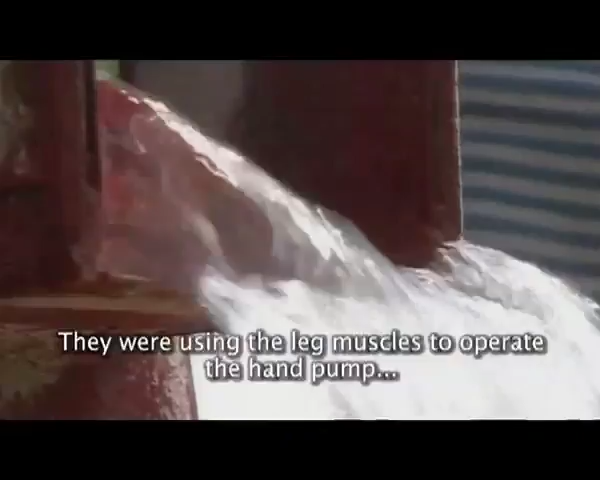 They were using the leg muscles to operate
the hand pump...